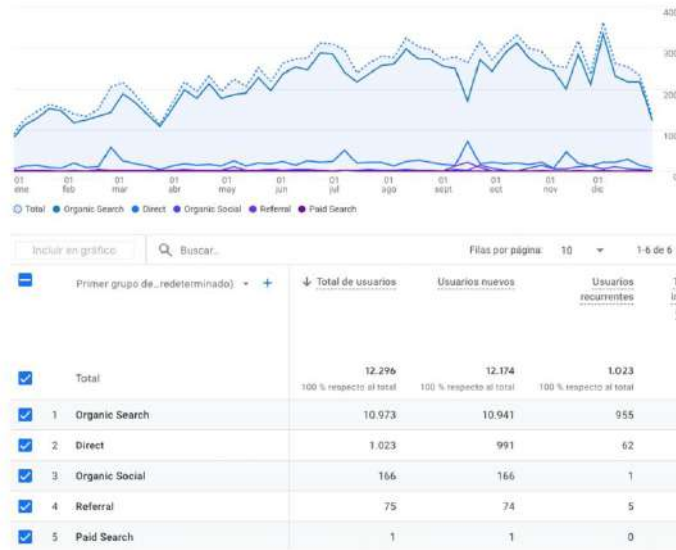 400
300
200
100
0
01 01 01 01 01 01 01 01 01 01 01 01
ene feb mar abr may jun jul ago sept oct nov dic
Total Organic Search Direct Organic Social Referral Paid Search
Incluir en gráfico Buscar... Filas por página: 10 1-6 de 6
Primer grupo de...redeterminado) + ↓ Total de usuarios Usuarios nuevos Usuarios
recurrentes
Total 12.296 12.174 1.023
100 % respecto al total 100 % respecto al total 100 % respecto al total
1 Organic Search 10.973 10.941 955
2 Direct 1.023 991 62
3 Organic Social 166 166 1
4 Referral 75 74 5
5 Paid Search 1 1 0